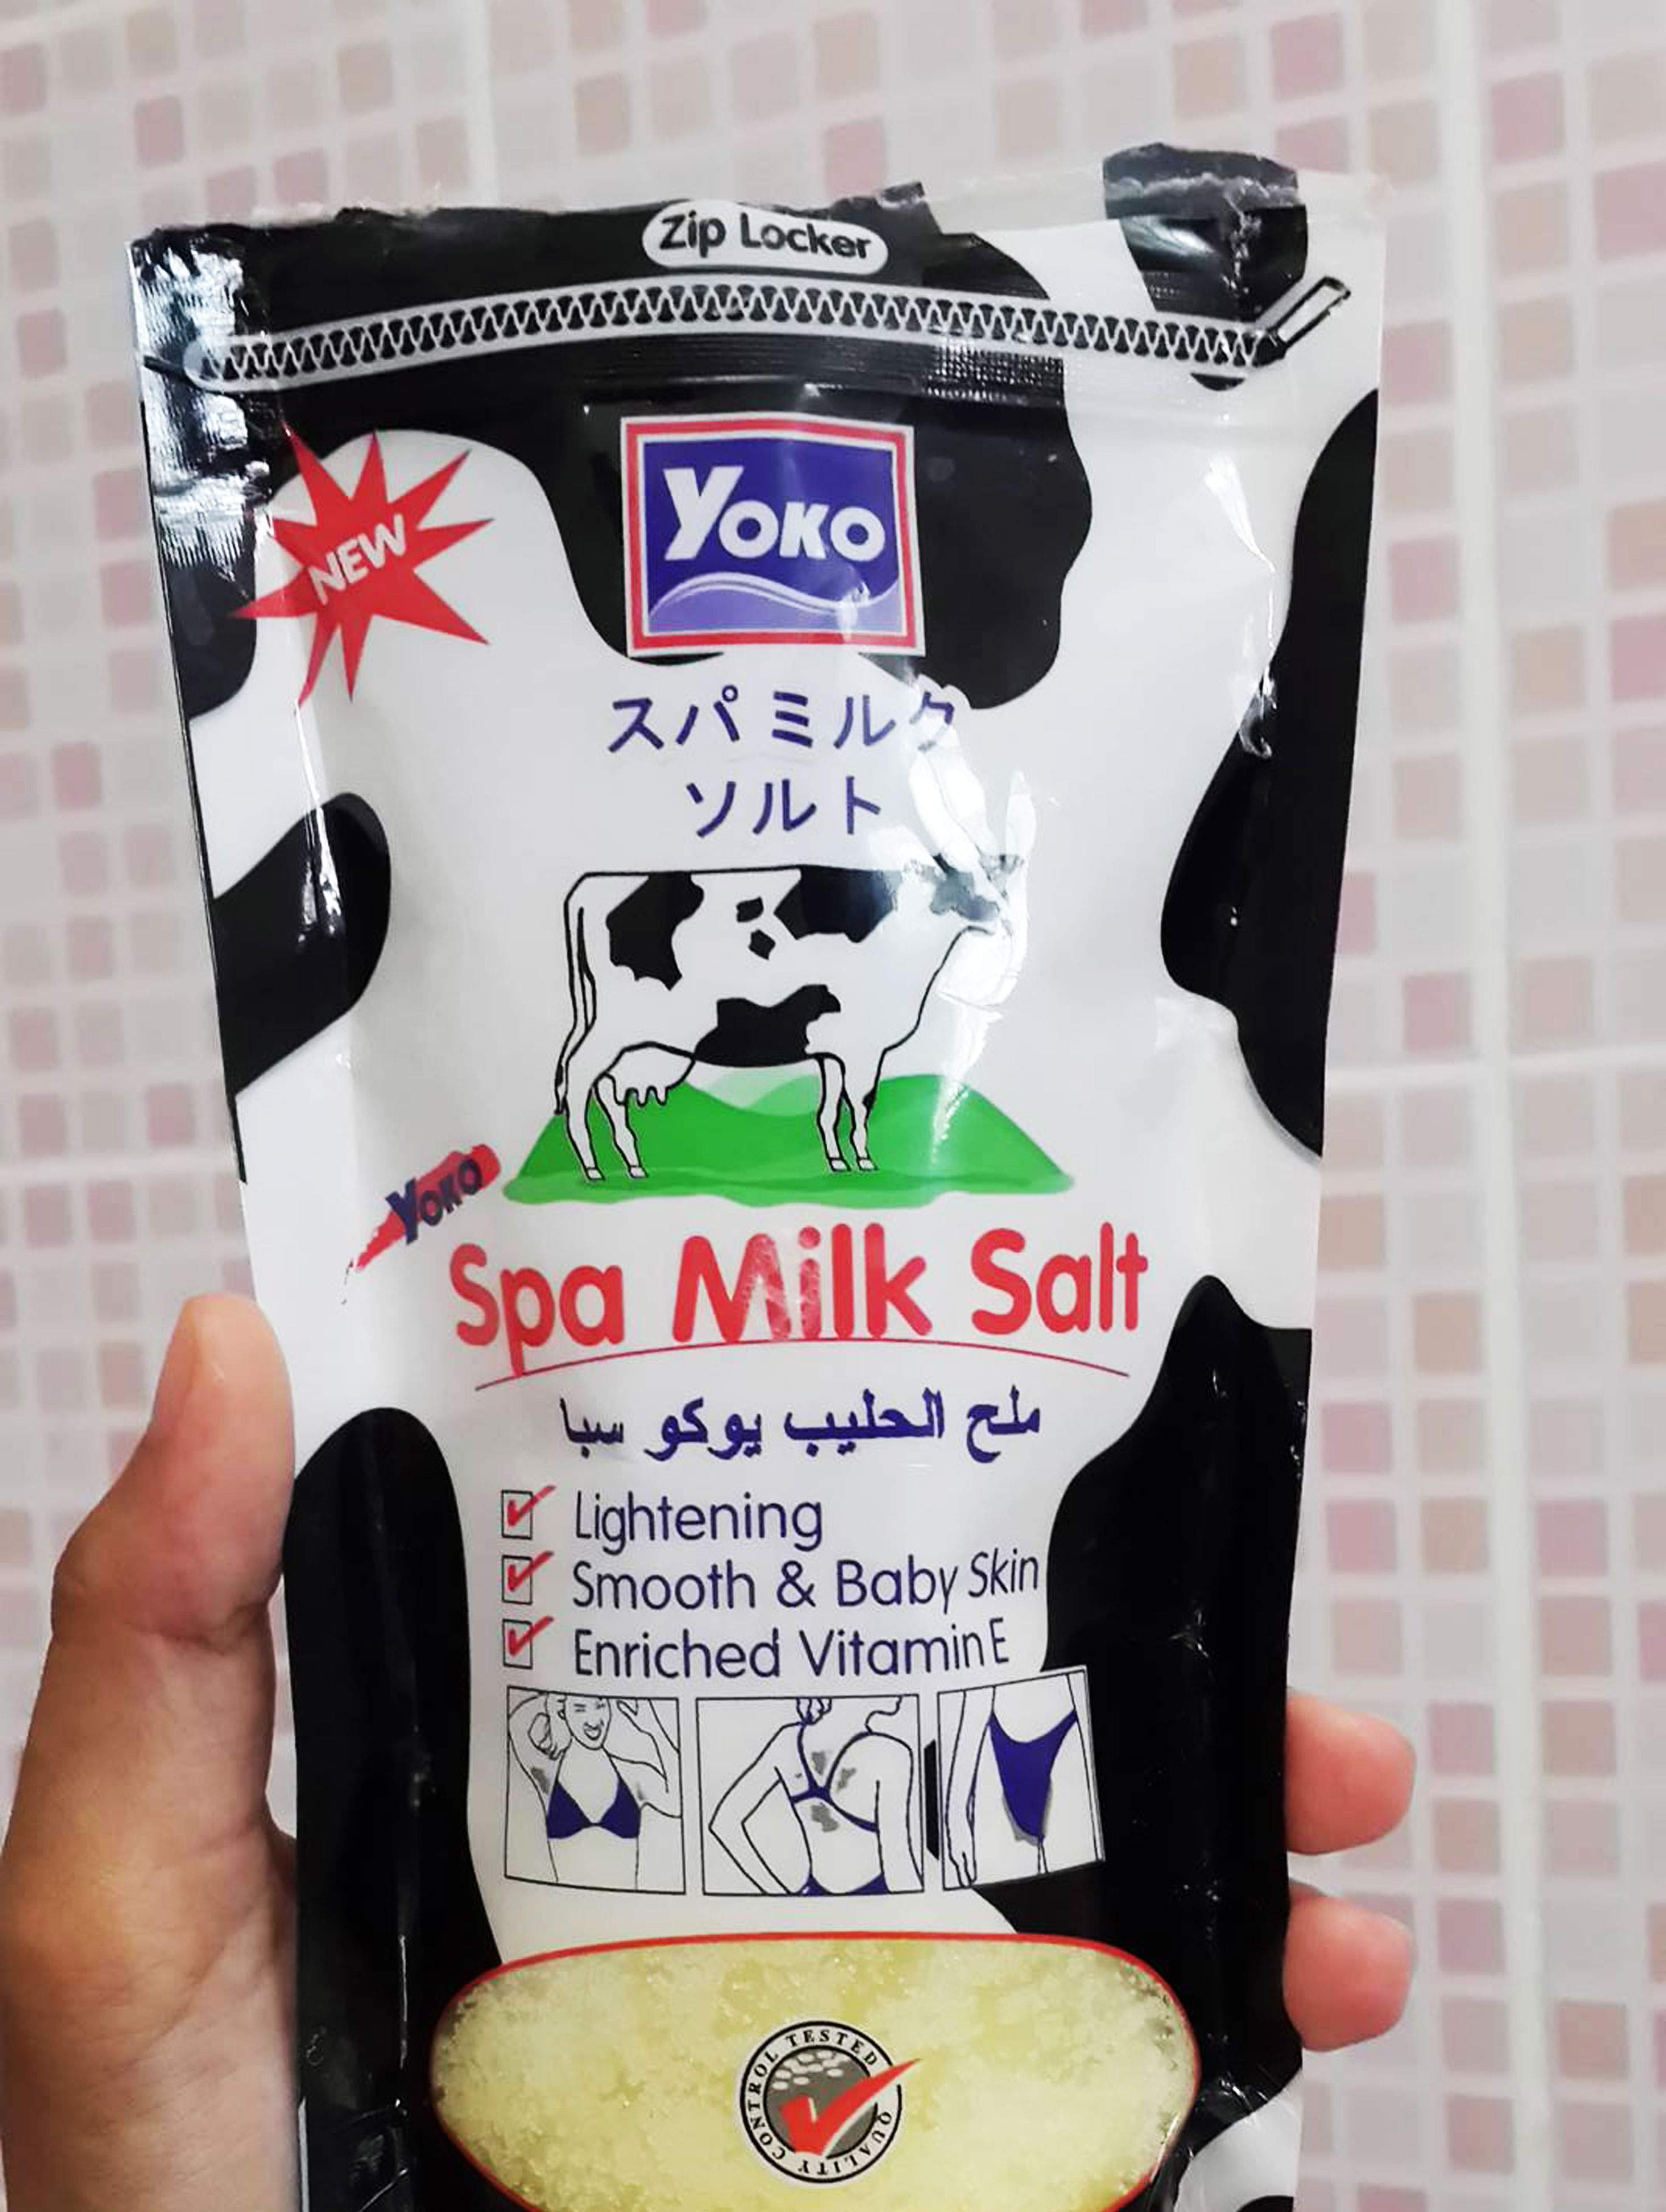 Zip Locker
NEW
YOKO
スパ ミルク
ソルト
YOKO
Spa Milk Salt
ملح الحليب يوكو سبا
Lightening
Smooth & Baby Skin
Enriched Vitamin E
TESTED QUALITY CONTROL